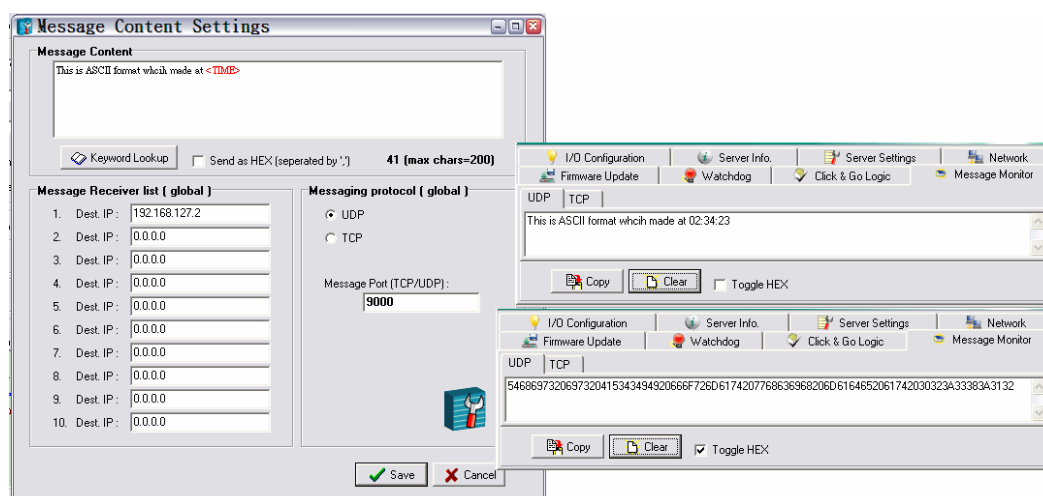 Message Content Settings
Message Content
This is ASCII format whcih made at <TIME>
Keyword Lookup
Send as HEX (seperated by ',')
41 (max chars=200)
Message Receiver list ( global )
1. Dest. IP : 192.168.127.2
2. Dest. IP : 0.0.0.0
3. Dest. IP : 0.0.0.0
4. Dest. IP : 0.0.0.0
5. Dest. IP : 0.0.0.0
6. Dest. IP : 0.0.0.0
7. Dest. IP : 0.0.0.0
8. Dest. IP : 0.0.0.0
9. Dest. IP : 0.0.0.0
10. Dest. IP : 0.0.0.0
Messaging protocol ( global )
UDP
TCP
Message Port (TCP/UDP) :
9000
Save Cancel
I/O Configuration Server Info. Server Settings Network
Firmware Update Watchdog Click & Go Logic Message Monitor
UDP TCP
This is ASCII format whcih made at 02:34:23
Copy Clear Toggle HEX
I/O Configuration Server Info. Server Settings Network
Firmware Update Watchdog Click & Go Logic Message Monitor
UDP TCP
5468697320697320415343494920666F726D6174207768636968206D6164652061742030323A33383A3132
Copy Clear Toggle HEX